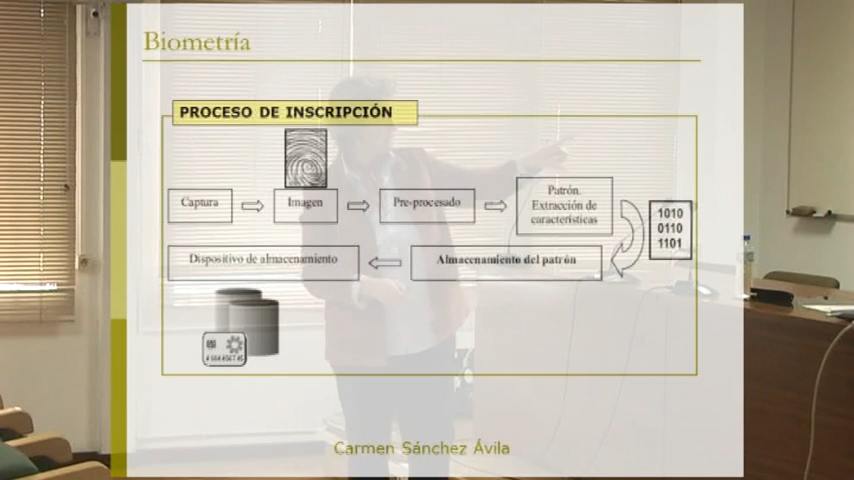 Biometría
PROCESO DE INSCRIPCIÓN
Captura
Imagen
Pre-procesado
Patrón.
Extracción de
características
1010
0110
1101
Dispositivo de almacenamiento
Almacenamiento del patrón
Carmen Sánchez Ávila